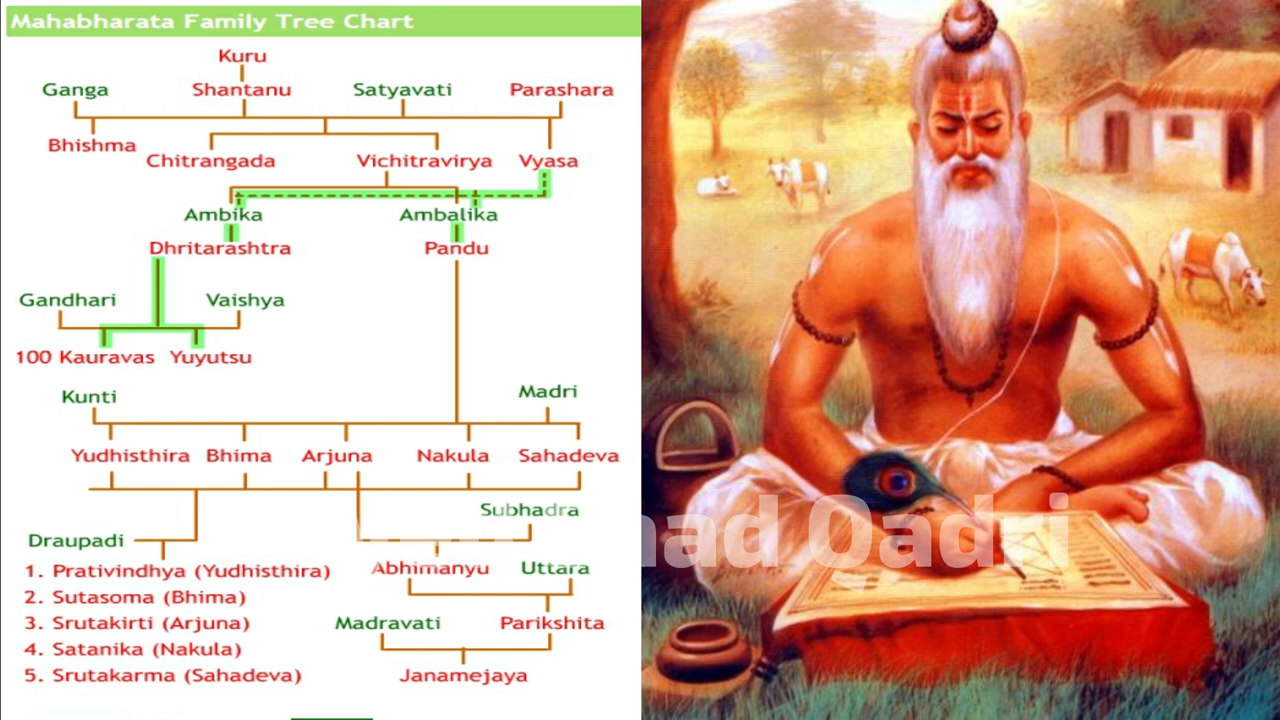 Mahabharata Family Tree Chart
Kuru
Ganga Shantanu Satyavati Parashara
Bhishma
Chitrangada Vichitravirya Vyasa
Ambika Ambalika
Dhritarashtra Pandu
Gandhari Vaishya
100 Kauravas Yuyutsu
Kunti Madri
Yudhisthira Bhima Arjuna Nakula Sahadeva
Subhadra
Draupadi
1. Prativindhya (Yudhisthira)
2. Sutasoma (Bhima)
3. Srutakirti (Arjuna)
4. Satanika (Nakula)
5. Srutakarma (Sahadeva)
Abhimanyu Uttara
Madravati Parikshita
Janamejaya
Qadri